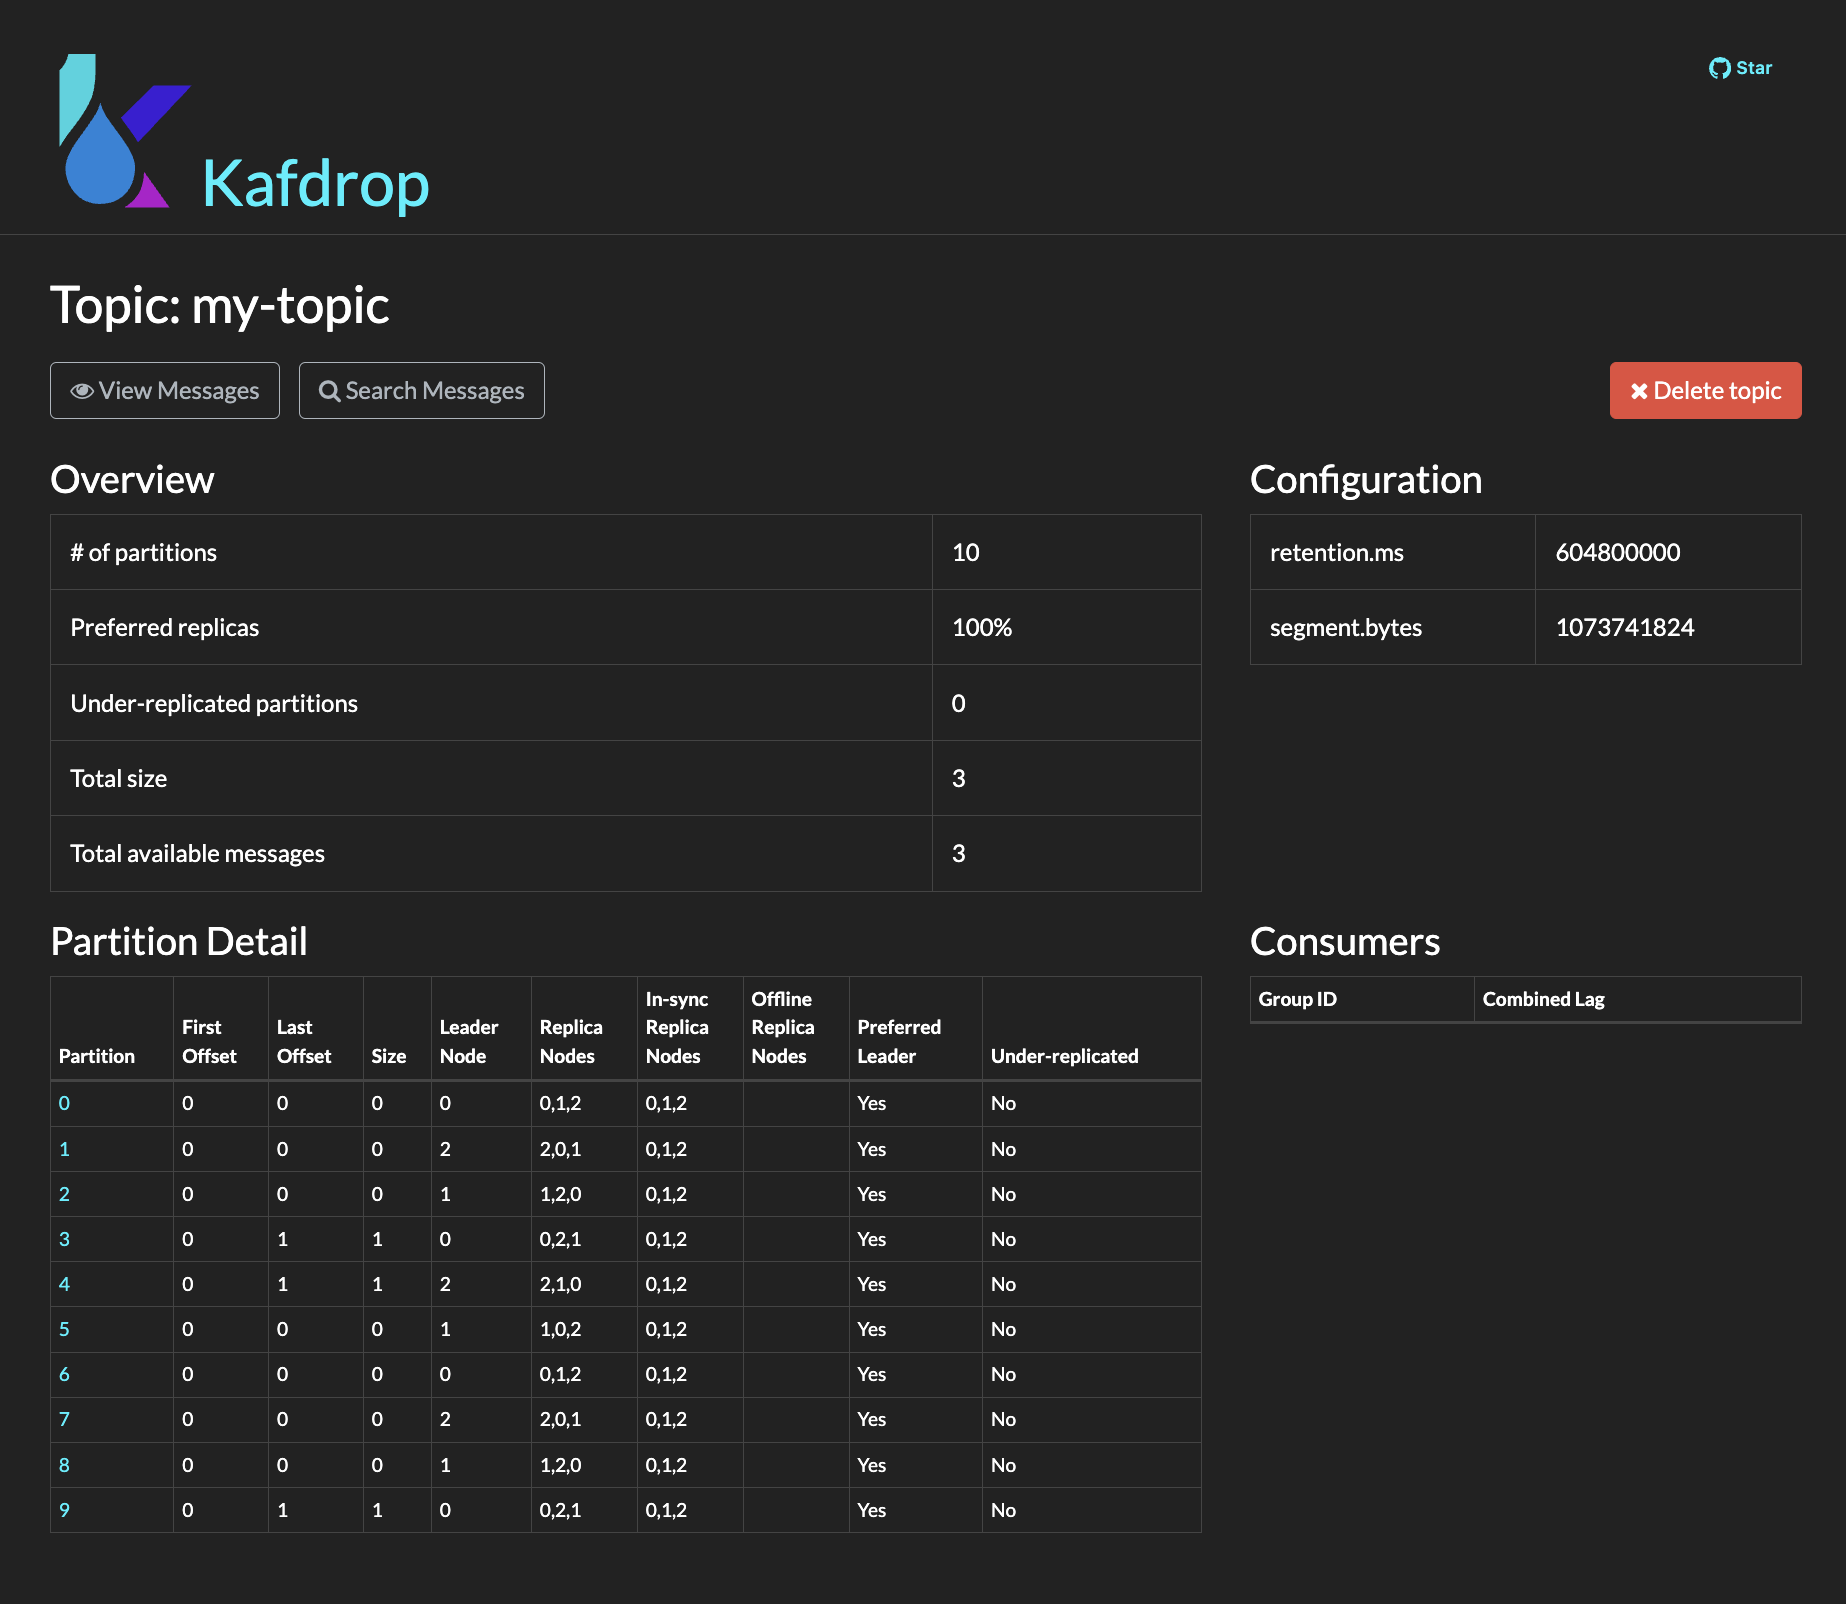 Star
Kafdrop
Topic: my-topic
View Messages
Search Messages
Delete topic
Overview
# of partitions 10
Preferred replicas 100%
Under-replicated partitions 0
Total size 3
Total available messages 3
Configuration
retention.ms 604800000
segment.bytes 1073741824
Partition Detail
Partition First Offset Last Offset Size Leader Node Replica Nodes In-sync Replica Nodes Offline Replica Nodes Preferred Leader Under-replicated
0 0 0 0 0 0,1,2 0,1,2 Yes No
1 0 0 0 2 2,0,1 0,1,2 Yes No
2 0 0 0 1 1,2,0 0,1,2 Yes No
3 0 1 1 0 0,2,1 0,1,2 Yes No
4 0 1 1 2 2,1,0 0,1,2 Yes No
5 0 0 0 1 1,0,2 0,1,2 Yes No
6 0 0 0 0 0,1,2 0,1,2 Yes No
7 0 0 0 2 2,0,1 0,1,2 Yes No
8 0 0 0 1 1,2,0 0,1,2 Yes No
9 0 1 1 0 0,2,1 0,1,2 Yes No
Consumers
Group ID Combined Lag